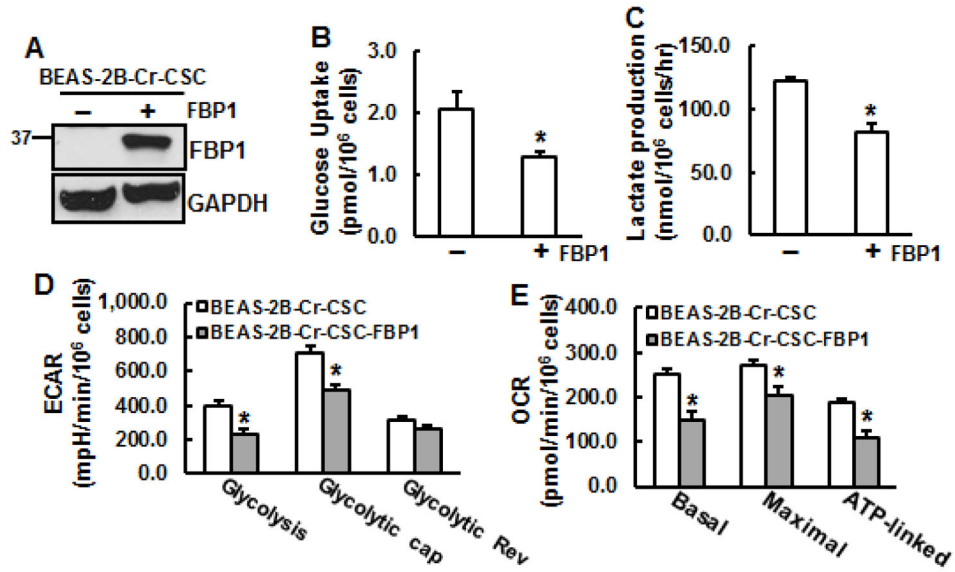 A
BEAS-2B-Cr-CSC
– + FBP1
37
FBP1
GAPDH
B
Glucose Uptake
(pmol/10⁶ cells)
3.0
2.0
1.0
0.0
*
– + FBP1
C
Lactate production
(nmol/10⁶ cells/hr)
150.0
100.0
50.0
0.0
*
– + FBP1
D
ECAR
(mpH/min/10⁶ cells)
1,000.0
800.0
600.0
400.0
200.0
0.0
BEAS-2B-Cr-CSC
BEAS-2B-Cr-CSC-FBP1
* *
Glycolysis
Glycolytic cap
Glycolytic Rev
E
OCR
(pmol/min/10⁶ cells)
400.0
300.0
200.0
100.0
0.0
BEAS-2B-Cr-CSC
BEAS-2B-Cr-CSC-FBP1
* * *
Basal
Maximal
ATP-linked